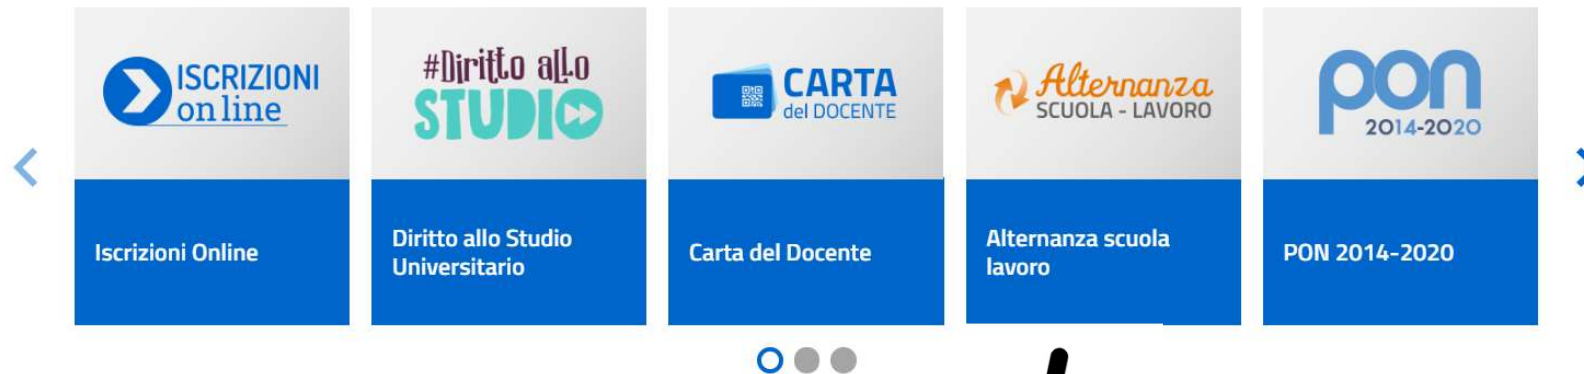 ISCRIZIONI
on line
Iscrizioni Online
#Diritto allo
STUDIO
Diritto allo Studio
Universitario
CARTA
del DOCENTE
Carta del Docente
Alternanza
SCUOLA - LAVORO
Alternanza scuola
lavoro
pon
2014-2020
PON 2014-2020